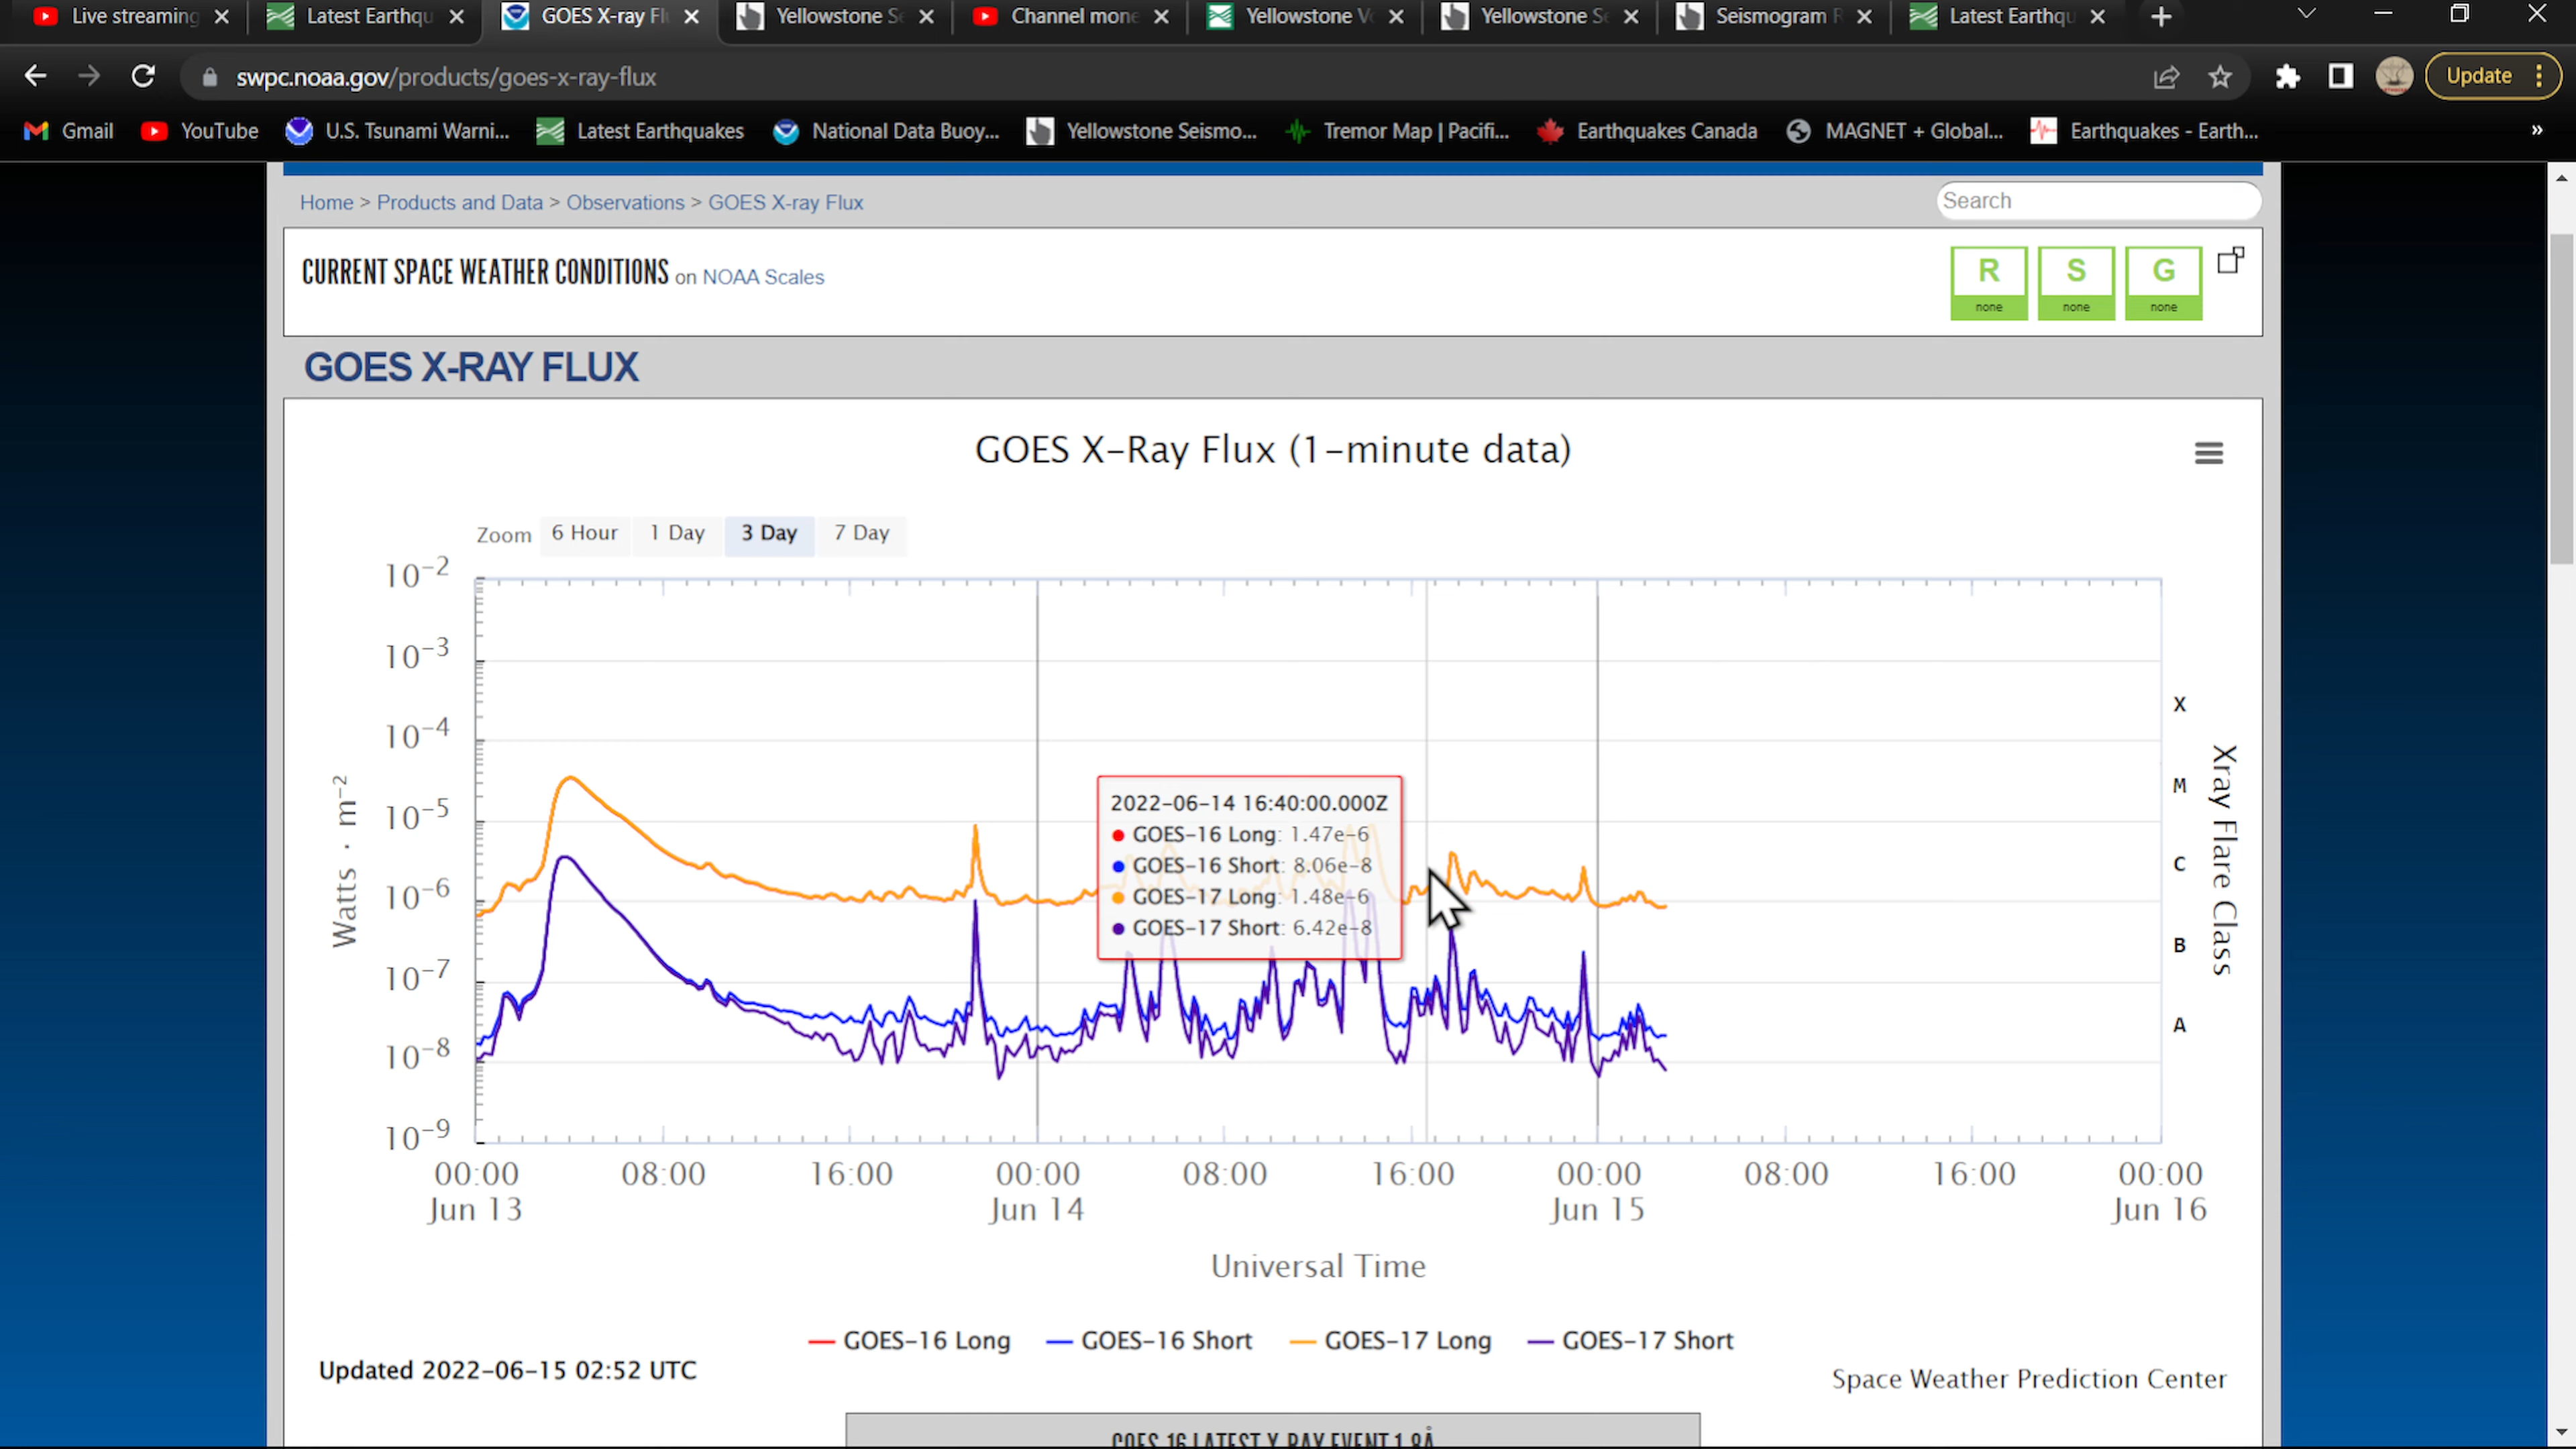 Live streaming
Latest Earthqu
GOES X-ray Fl
Yellowstone Se
Channel mone
Yellowstone V
Yellowstone Se
Seismogram R
Latest Earthqu
swpc.noaa.gov/products/goes-x-ray-flux
Update
Gmail
YouTube
U.S. Tsunami Warni...
Latest Earthquakes
National Data Buoy...
Yellowstone Seismo...
Tremor Map | Pacifi...
Earthquakes Canada
MAGNET + Global...
Earthquakes - Earth...
»
Home > Products and Data > Observations > GOES X-ray Flux
Search
CURRENT SPACE WEATHER CONDITIONS on NOAA Scales
R
S
G
none
none
none
GOES X-RAY FLUX
GOES X-Ray Flux (1-minute data)
Zoom
6 Hour
1 Day
3 Day
7 Day
10⁻²
10⁻³
10⁻⁴
10⁻⁵
10⁻⁶
10⁻⁷
10⁻⁸
10⁻⁹
Watts · m⁻²
X
M
C
B
A
Xray Flare Class
2022-06-14 16:40:00.000Z
GOES-16 Long: 1.47e-6
GOES-16 Short: 8.06e-8
GOES-17 Long: 1.48e-6
GOES-17 Short: 6.42e-8
00:00
08:00
16:00
00:00
08:00
16:00
00:00
08:00
16:00
00:00
Jun 13
Jun 14
Jun 15
Jun 16
Universal Time
GOES-16 Long
GOES-16 Short
GOES-17 Long
GOES-17 Short
Updated 2022-06-15 02:52 UTC
Space Weather Prediction Center
GOES 16 LATEST X-RAY EVENT 1-8Å